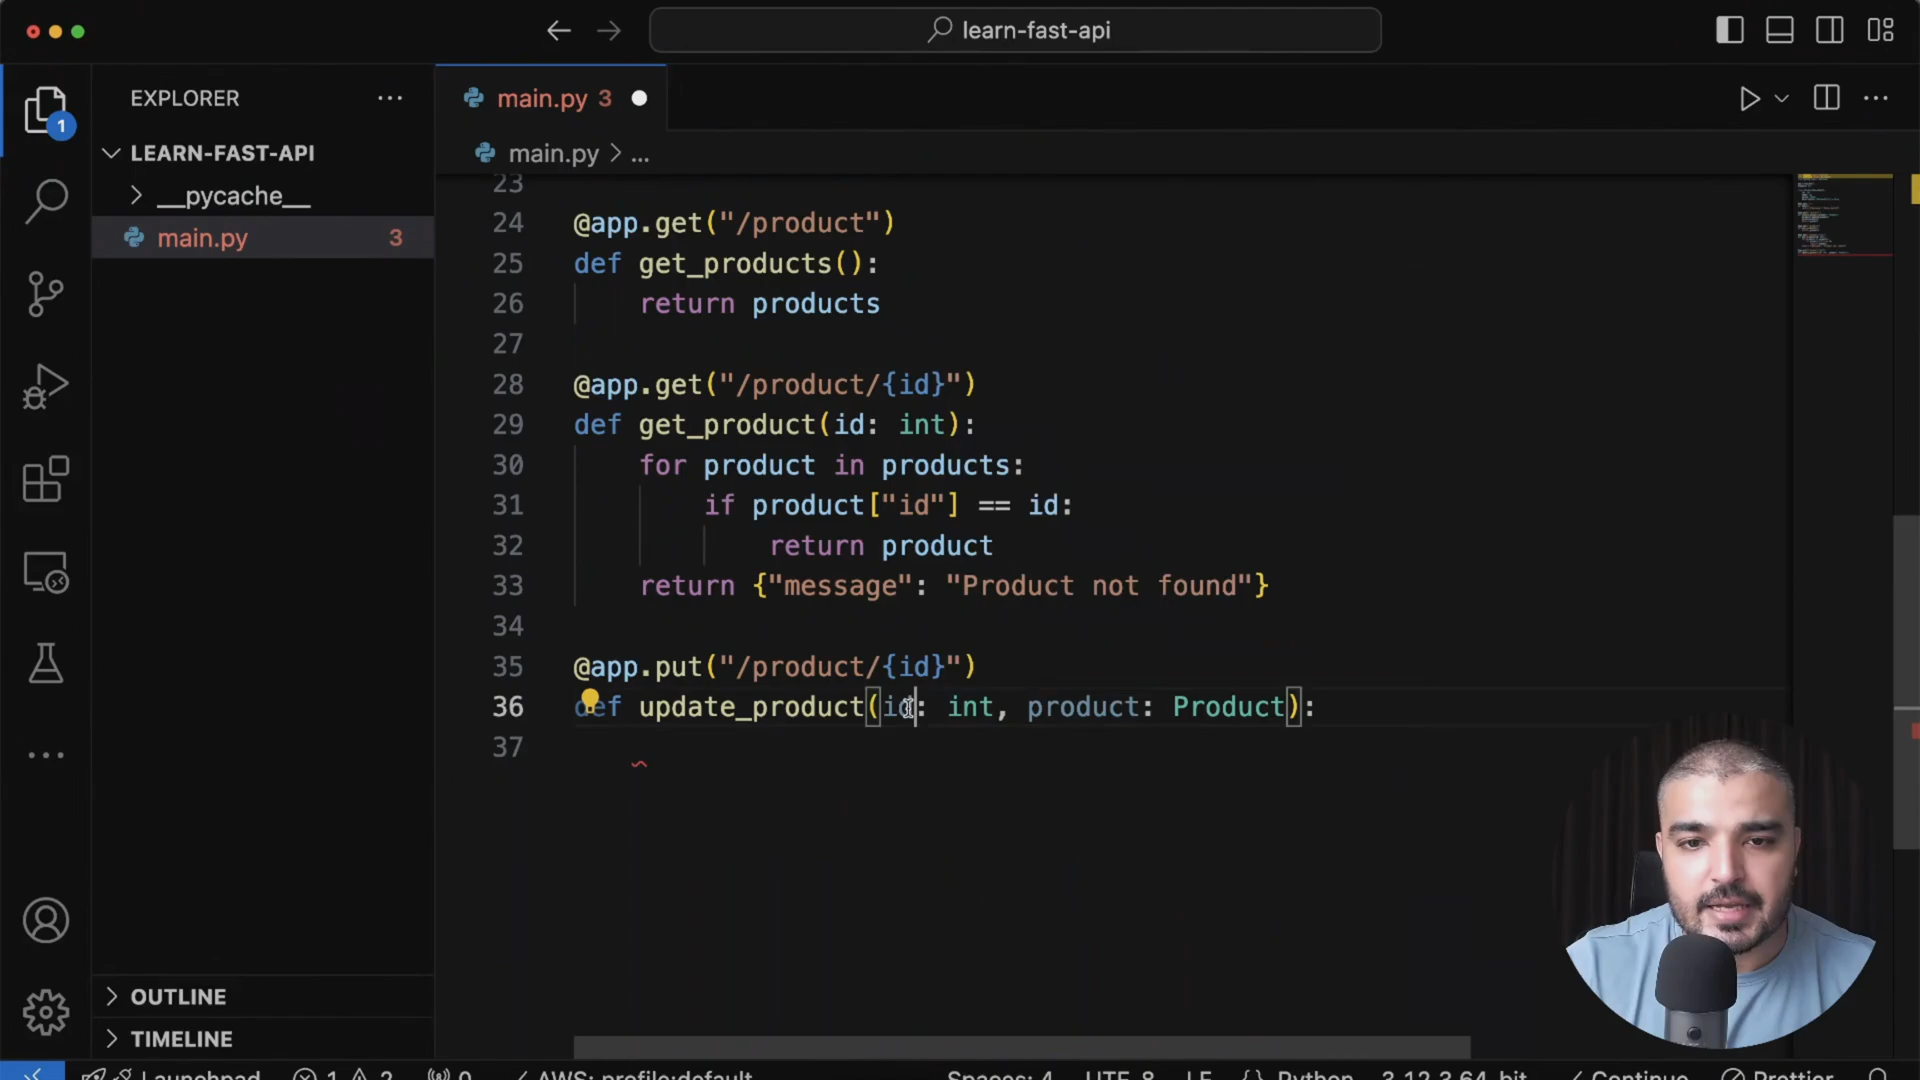 learn-fast-api
EXPLORER
main.py 3
1
LEARN-FAST-API
main.py > ...
__pycache__
main.py 3
23
24 @app.get("/product")
25 def get_products():
26 return products
27
28 @app.get("/product/{id}")
29 def get_product(id: int):
30 for product in products:
31 if product["id"] == id:
32 return product
33 return {"message": "Product not found"}
34
35 @app.put("/product/{id}")
36 def update_product(id: int, product: Product):
37
OUTLINE
TIMELINE
Launchpad 1 2 0 AWS: profile:default Spaces: 4 UTF-8 LF {} Python 3.12.3 64-bit Continue Prettier